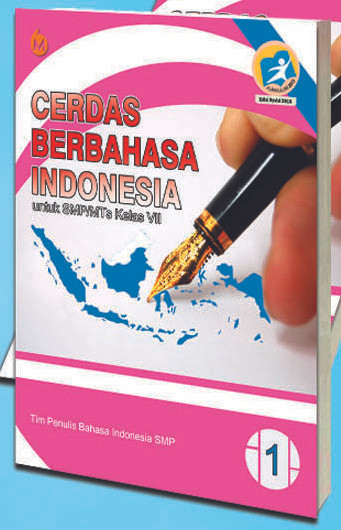 CERDAS
BERBAHASA
INDONESIA
untuk SMP/MTs Kelas VII
Tim Penulis Bahasa Indonesia SMP
1